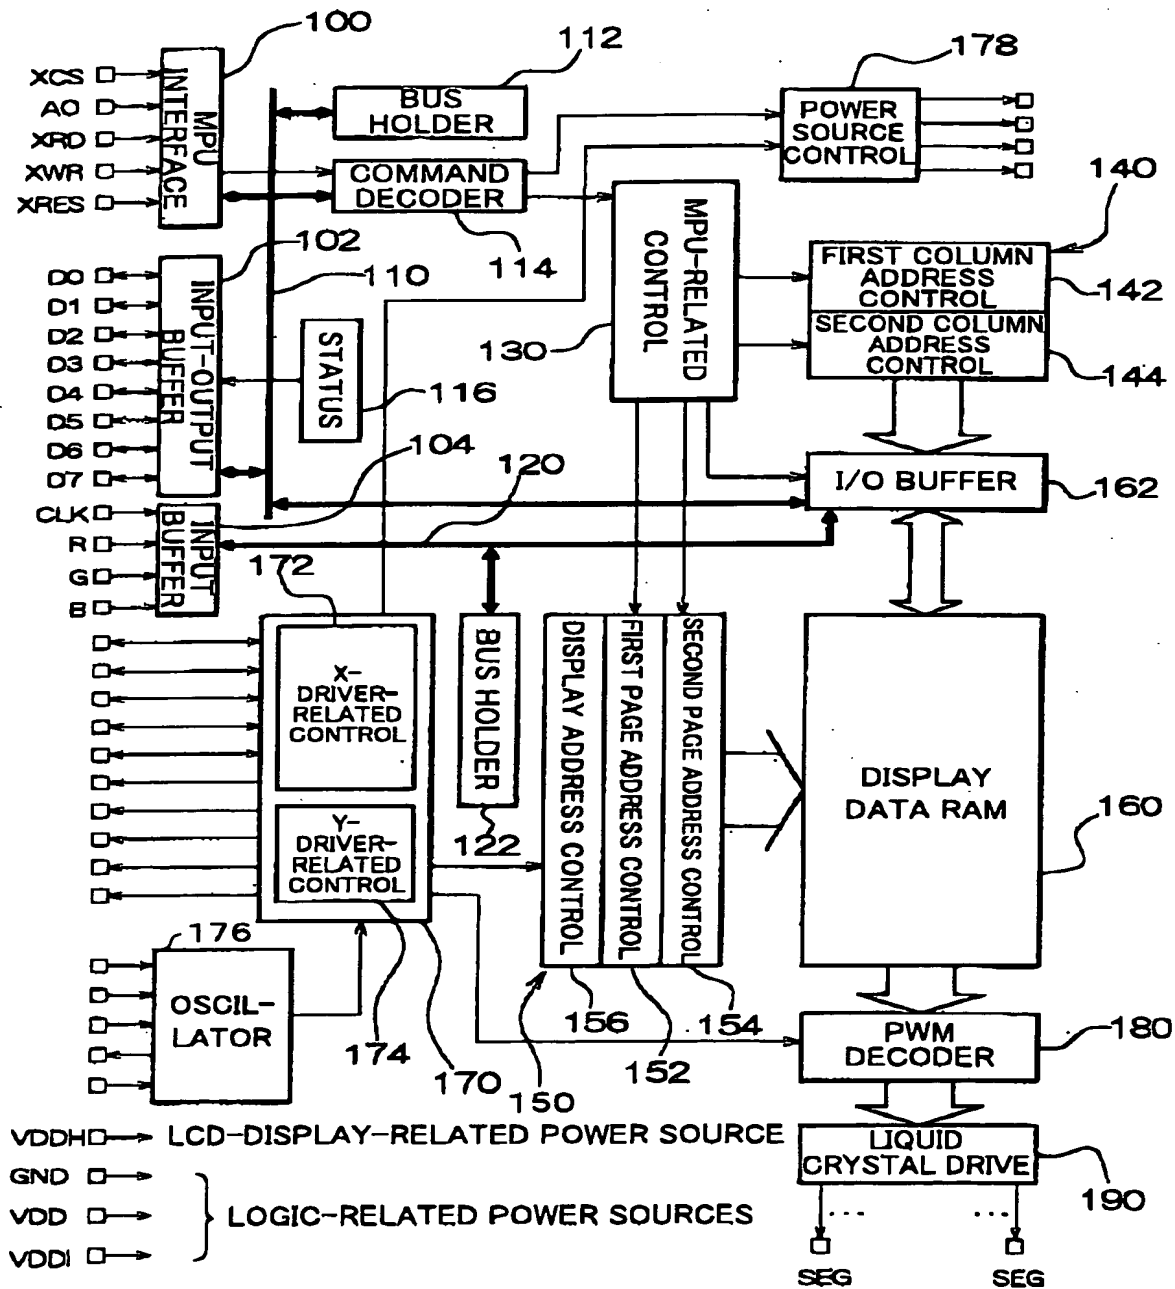 100
XCS
A0
XRD
XWR
XRES
MPU
INTERFACE
112
BUS
HOLDER
COMMAND
DECODER
114
178
POWER
SOURCE
CONTROL
102
110
D0
D1
D2
D3
D4
D5
D6
D7
INPUT-OUTPUT
BUFFER
STATUS
116
130
MPU-RELATED
CONTROL
140
FIRST COLUMN
ADDRESS
CONTROL
142
SECOND COLUMN
ADDRESS
CONTROL
144
104
120
I/O BUFFER
162
CLK
R
G
B
INPUT
BUFFER
172
X-
DRIVER-
RELATED
CONTROL
Y-
DRIVER-
RELATED
CONTROL
BUS HOLDER
122
DISPLAY ADDRESS CONTROL
FIRST PAGE ADDRESS CONTROL
SECOND PAGE ADDRESS CONTROL
DISPLAY
DATA RAM
160
176
OSCIL-
LATOR
174
170
150
156
152
154
PWM
DECODER
180
VDDH
LCD-DISPLAY-RELATED POWER SOURCE
GND
VDD
VDDI
LOGIC-RELATED POWER SOURCES
LIQUID
CRYSTAL DRIVE
190
... ...
SEG SEG